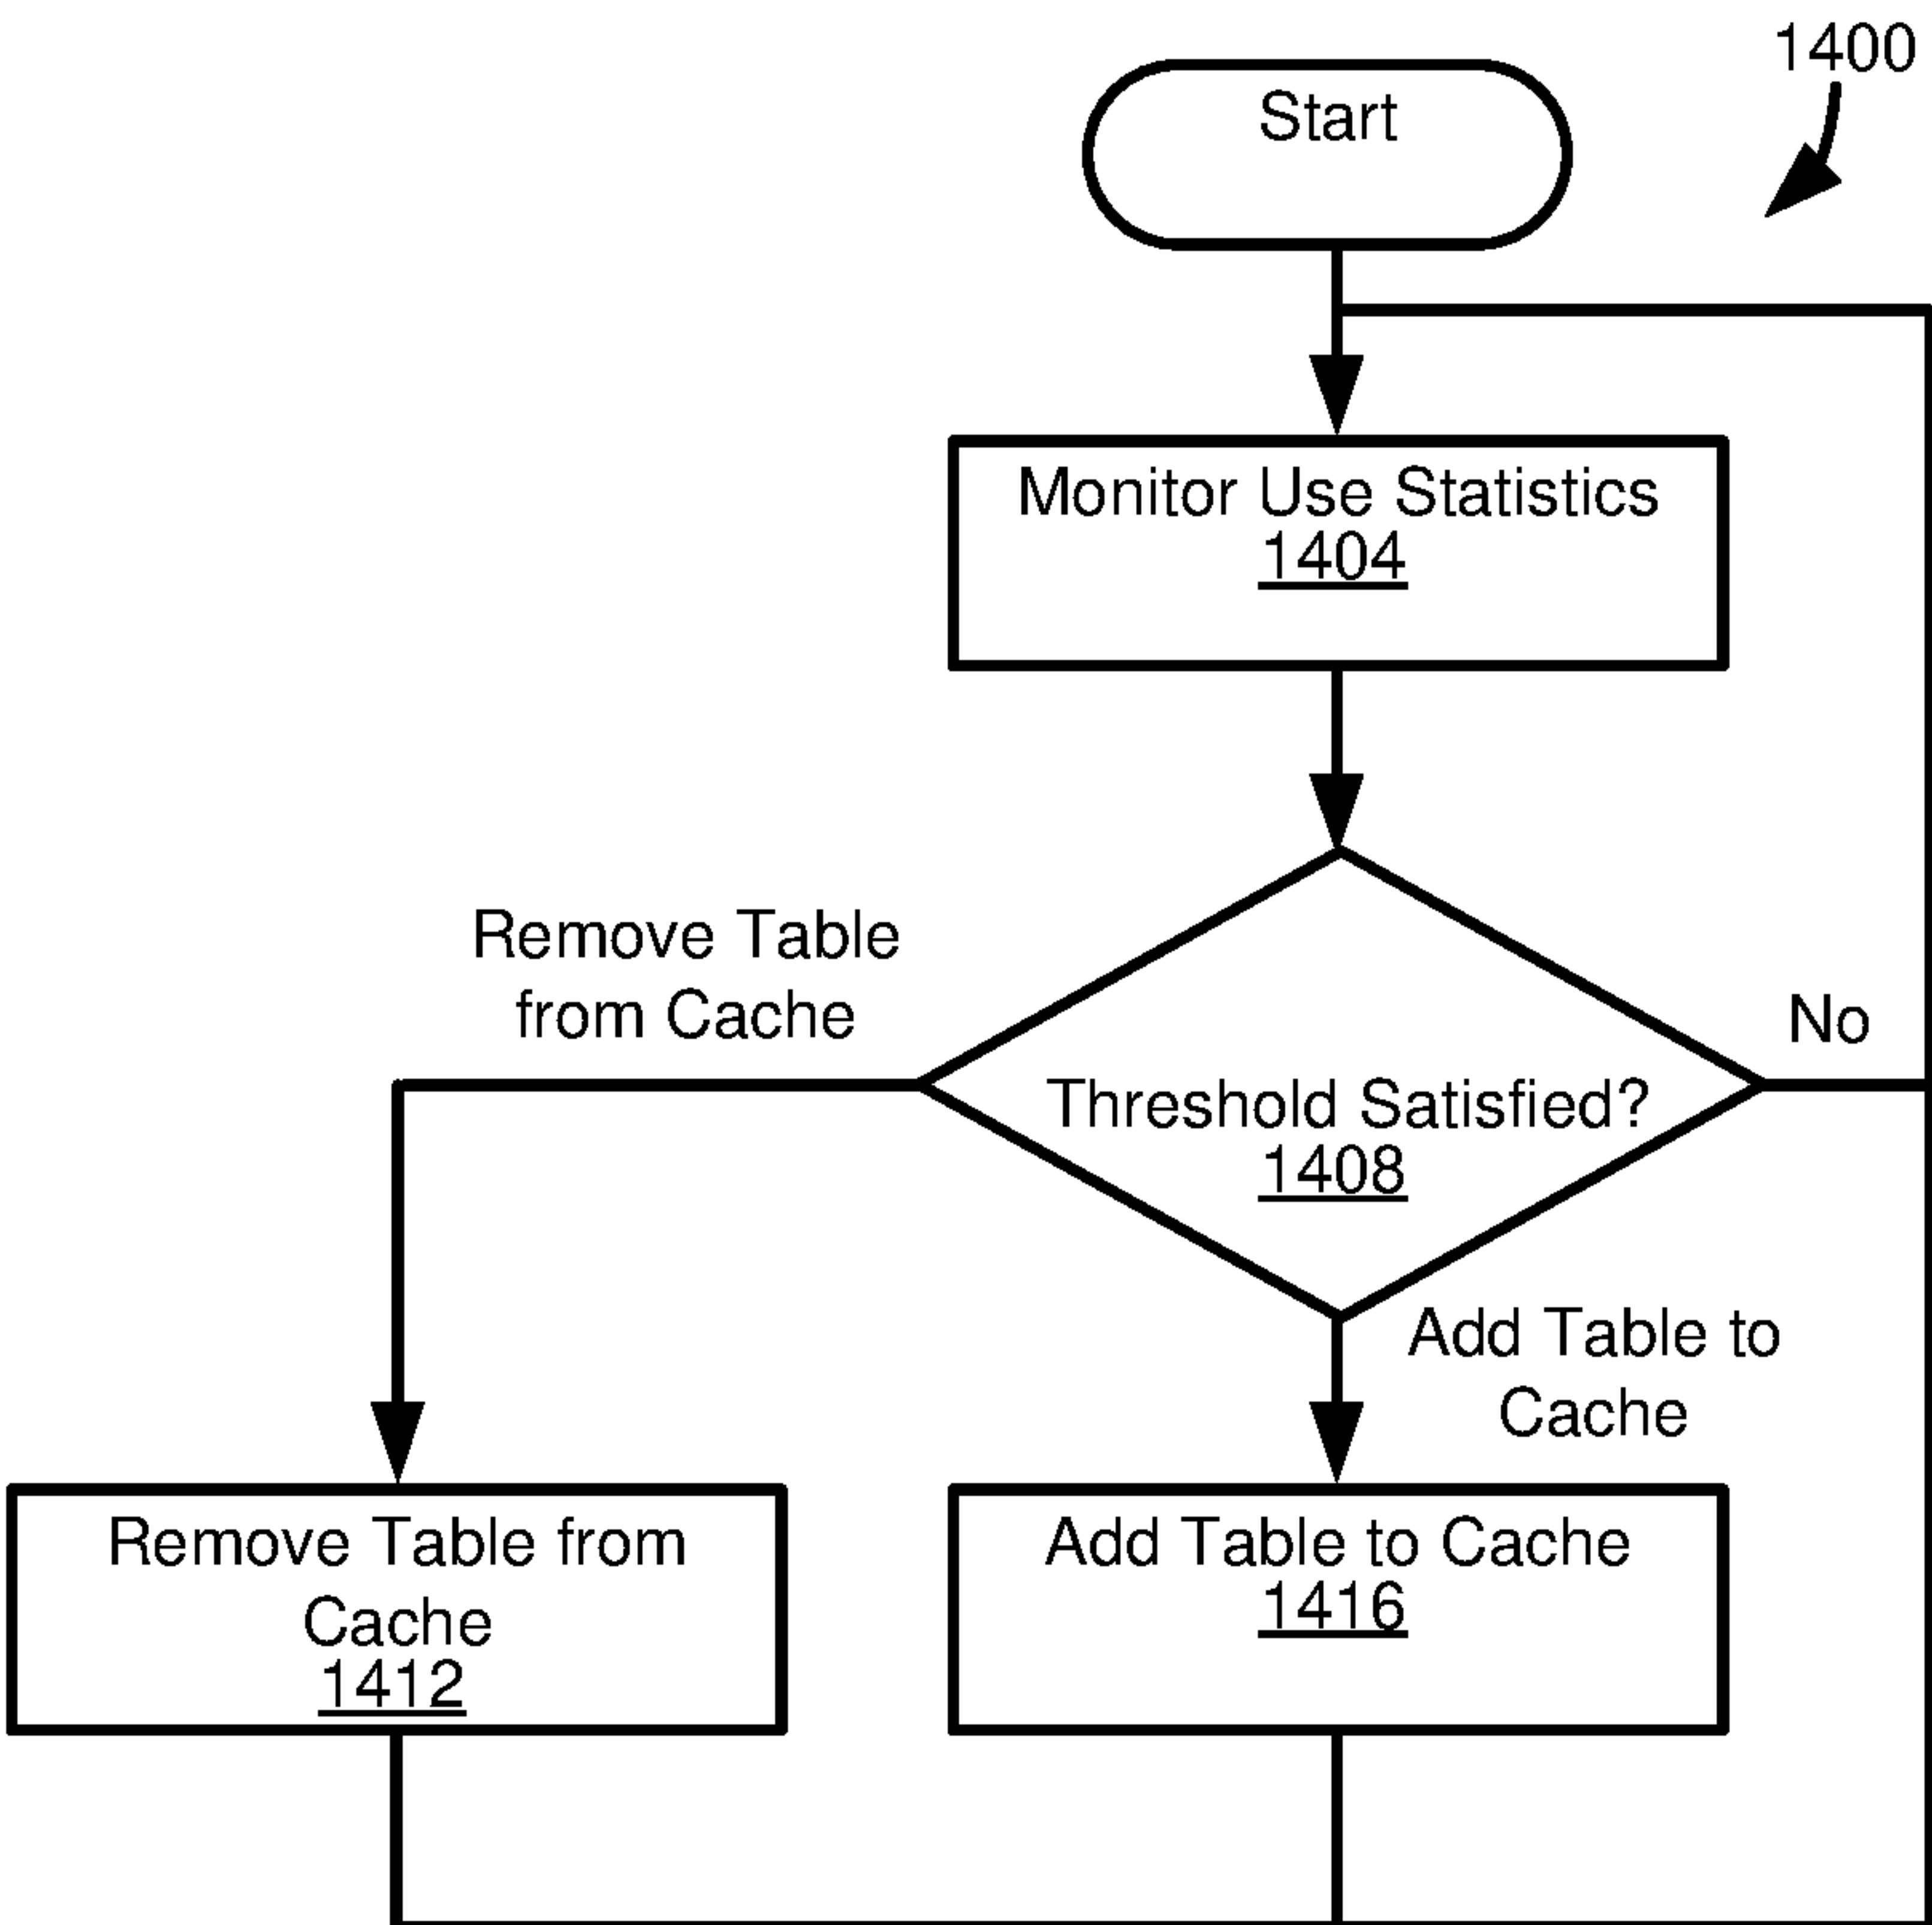 1400
Start
Monitor Use Statistics
1404
Remove Table
from Cache
No
Threshold Satisfied?
1408
Add Table to
Cache
Remove Table from
Cache
1412
Add Table to Cache
1416